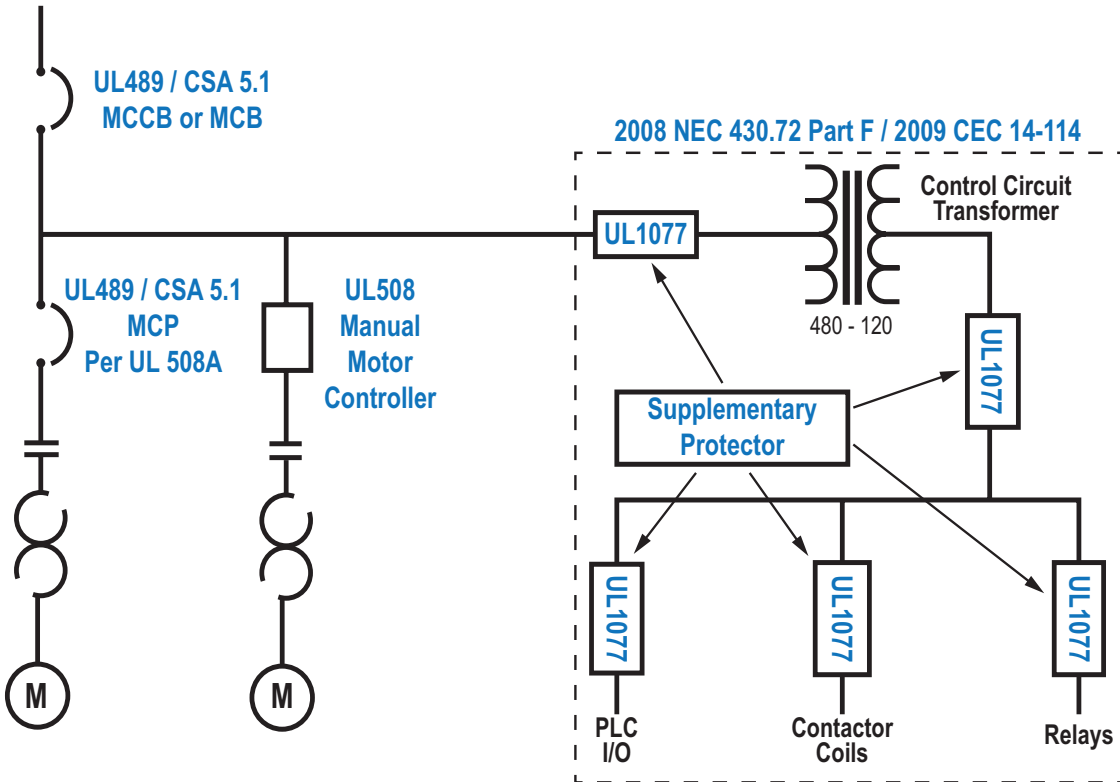 UL489 / CSA 5.1
MCCB or MCB
2008 NEC 430.72 Part F / 2009 CEC 14-114
UL1077
Control Circuit
Transformer
480 - 120
UL489 / CSA 5.1
MCP
Per UL 508A
UL508
Manual
Motor
Controller
UL1077
Supplementary
Protector
UL1077
UL1077
UL1077
M
M
PLC
I/O
Contactor
Coils
Relays